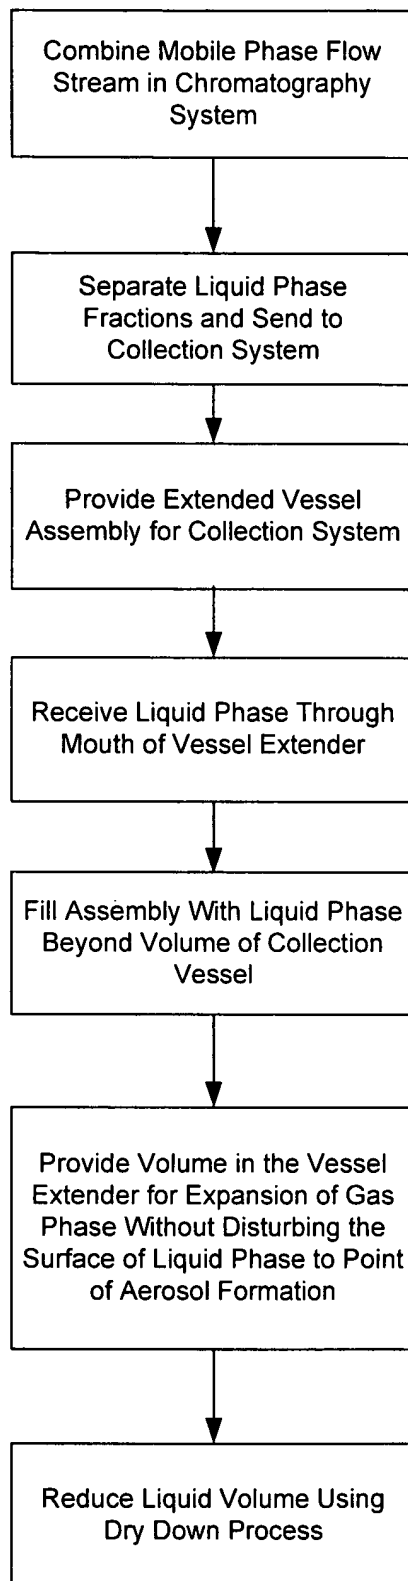 Combine Mobile Phase Flow
Stream in Chromatography
System
Separate Liquid Phase
Fractions and Send to
Collection System
Provide Extended Vessel
Assembly for Collection System
Receive Liquid Phase Through
Mouth of Vessel Extender
Fill Assembly With Liquid Phase
Beyond Volume of Collection
Vessel
Provide Volume in the Vessel
Extender for Expansion of Gas
Phase Without Disturbing the
Surface of Liquid Phase to Point
of Aerosol Formation
Reduce Liquid Volume Using
Dry Down Process